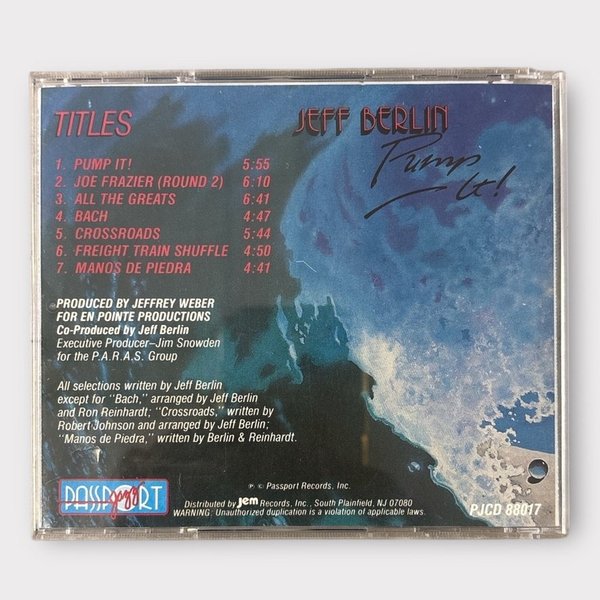 TITLES
JEFF BERLIN
Pump It!
1. PUMP IT! 5:55
2. JOE FRAZIER (ROUND 2) 6:10
3. ALL THE GREATS 6:41
4. BACH 4:47
5. CROSSROADS 5:44
6. FREIGHT TRAIN SHUFFLE 4:50
7. MANOS DE PIEDRA 4:41
PRODUCED BY JEFFREY WEBER
FOR EN POINTE PRODUCTIONS
Co-Produced by Jeff Berlin
Executive Producer–Jim Snowden
for the P.A.R.A.S. Group
All selections written by Jeff Berlin
except for "Bach," arranged by Jeff Berlin
and Ron Reinhardt; "Crossroads," written by
Robert Johnson and arranged by Jeff Berlin;
"Manos de Piedra," written by Berlin & Reinhardt.
PASSPORT
jazz
℗ © Passport Records, Inc.
Distributed by jem Records, Inc., South Plainfield, NJ 07080
WARNING: Unauthorized duplication is a violation of applicable laws.
PJCD 88017